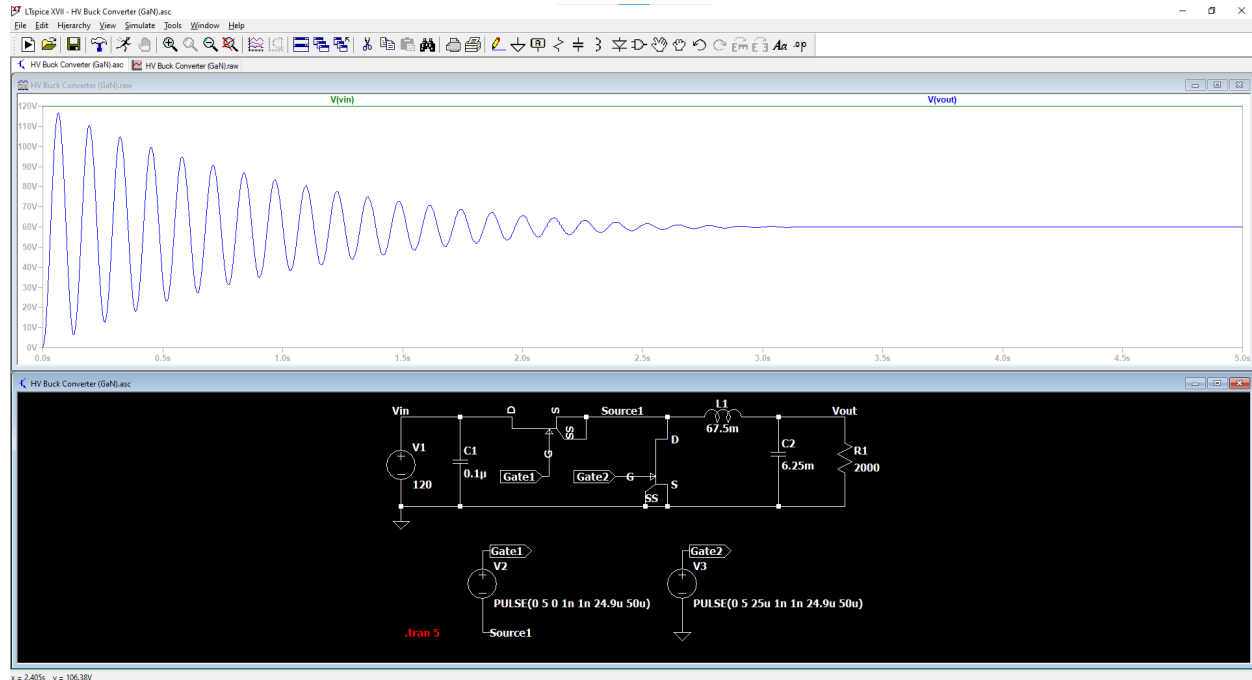 LTspice XVII - HV Buck Converter (GaN).asc
File Edit Hierarchy View Simulate Tools Window Help
Aa .op
HV Buck Converter (GaN).asc HV Buck Converter (GaN).raw
HV Buck Converter (GaN).raw
V(vin) V(vout)
120V
110V
100V
90V
80V
70V
60V
50V
40V
30V
20V
10V
0V
0.0s 0.5s 1.0s 1.5s 2.0s 2.5s 3.0s 3.5s 4.0s 4.5s 5.0s
HV Buck Converter (GaN).asc
Vin D S Source1 L1 Vout
67.5m
SS
V1 C1 G D C2 R1
120 0.1µ Gate1 Gate2 G 6.25m 2000
SS S
Gate1 Gate2
V2 V3
PULSE(0 5 0 1n 1n 24.9u 50u) PULSE(0 5 25u 1n 1n 24.9u 50u)
.tran 5 Source1
x = 2.405s y = 106.38V